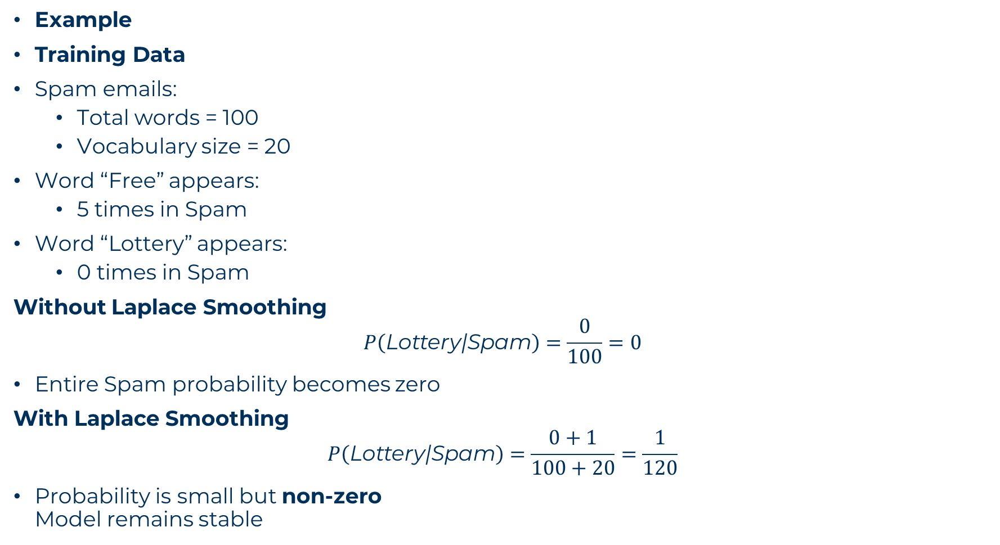 • Example
• Training Data
• Spam emails:
• Total words = 100
• Vocabulary size = 20
• Word “Free” appears:
• 5 times in Spam
• Word “Lottery” appears:
• 0 times in Spam
Without Laplace Smoothing
P(Lottery|Spam) = 0/100 = 0
• Entire Spam probability becomes zero
With Laplace Smoothing
P(Lottery|Spam) = (0 + 1)/(100 + 20) = 1/120
• Probability is small but non-zero
Model remains stable